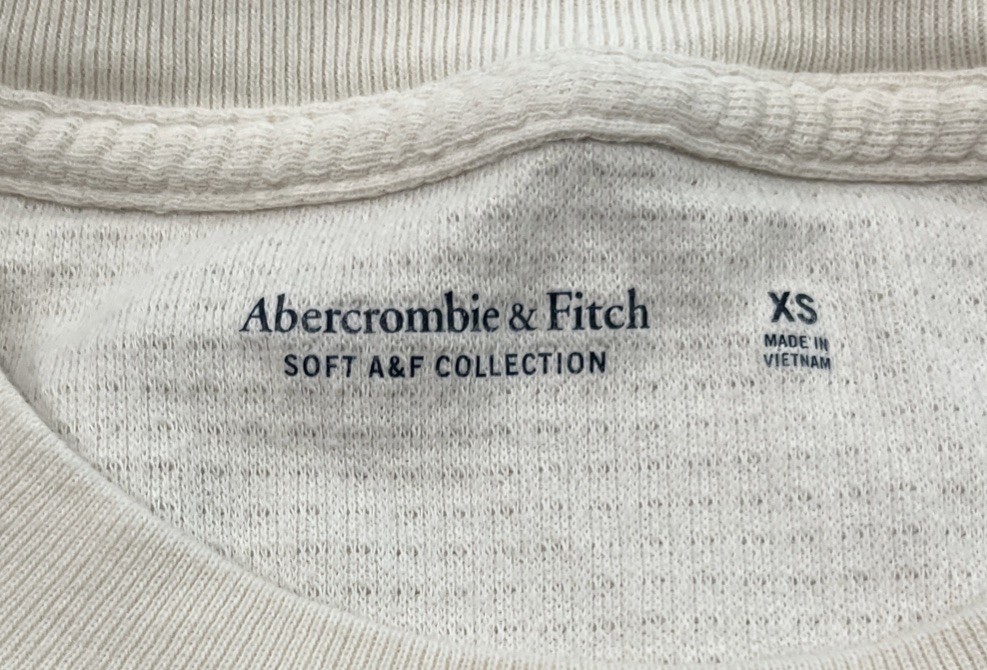 Abercrombie & Fitch
SOFT A&F COLLECTION
XS
MADE IN
VIETNAM